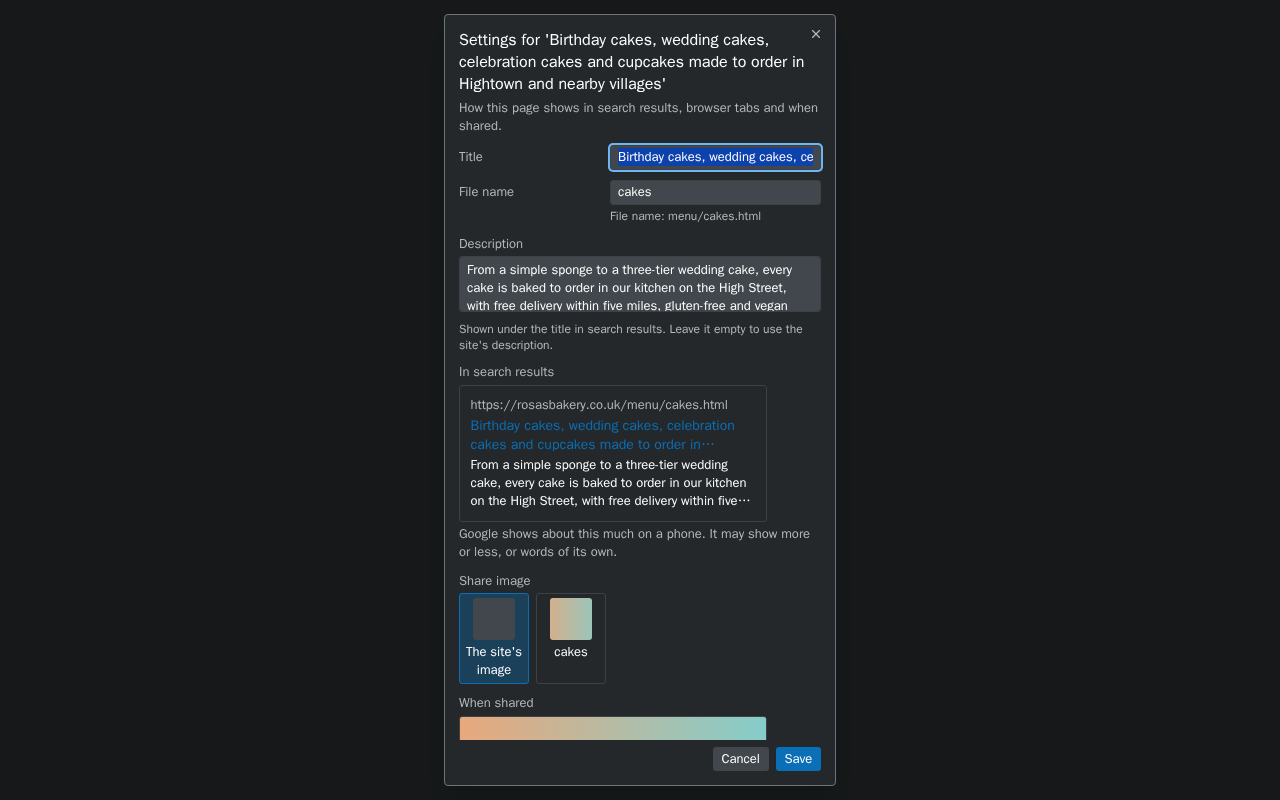 Settings for 'Birthday cakes, wedding cakes,
celebration cakes and cupcakes made to order in
Hightown and nearby villages'
How this page shows in search results, browser tabs and when
shared.
Title
Birthday cakes, wedding cakes, ce
File name
cakes
File name: menu/cakes.html
Description
From a simple sponge to a three-tier wedding cake, every
cake is baked to order in our kitchen on the High Street,
with free delivery within five miles, gluten-free and vegan
Shown under the title in search results. Leave it empty to use the
site's description.
In search results
https://rosasbakery.co.uk/menu/cakes.html
Birthday cakes, wedding cakes, celebration
cakes and cupcakes made to order in…
From a simple sponge to a three-tier wedding
cake, every cake is baked to order in our kitchen
on the High Street, with free delivery within five…
Google shows about this much on a phone. It may show more
or less, or words of its own.
Share image
The site's
image
cakes
When shared
Cancel
Save